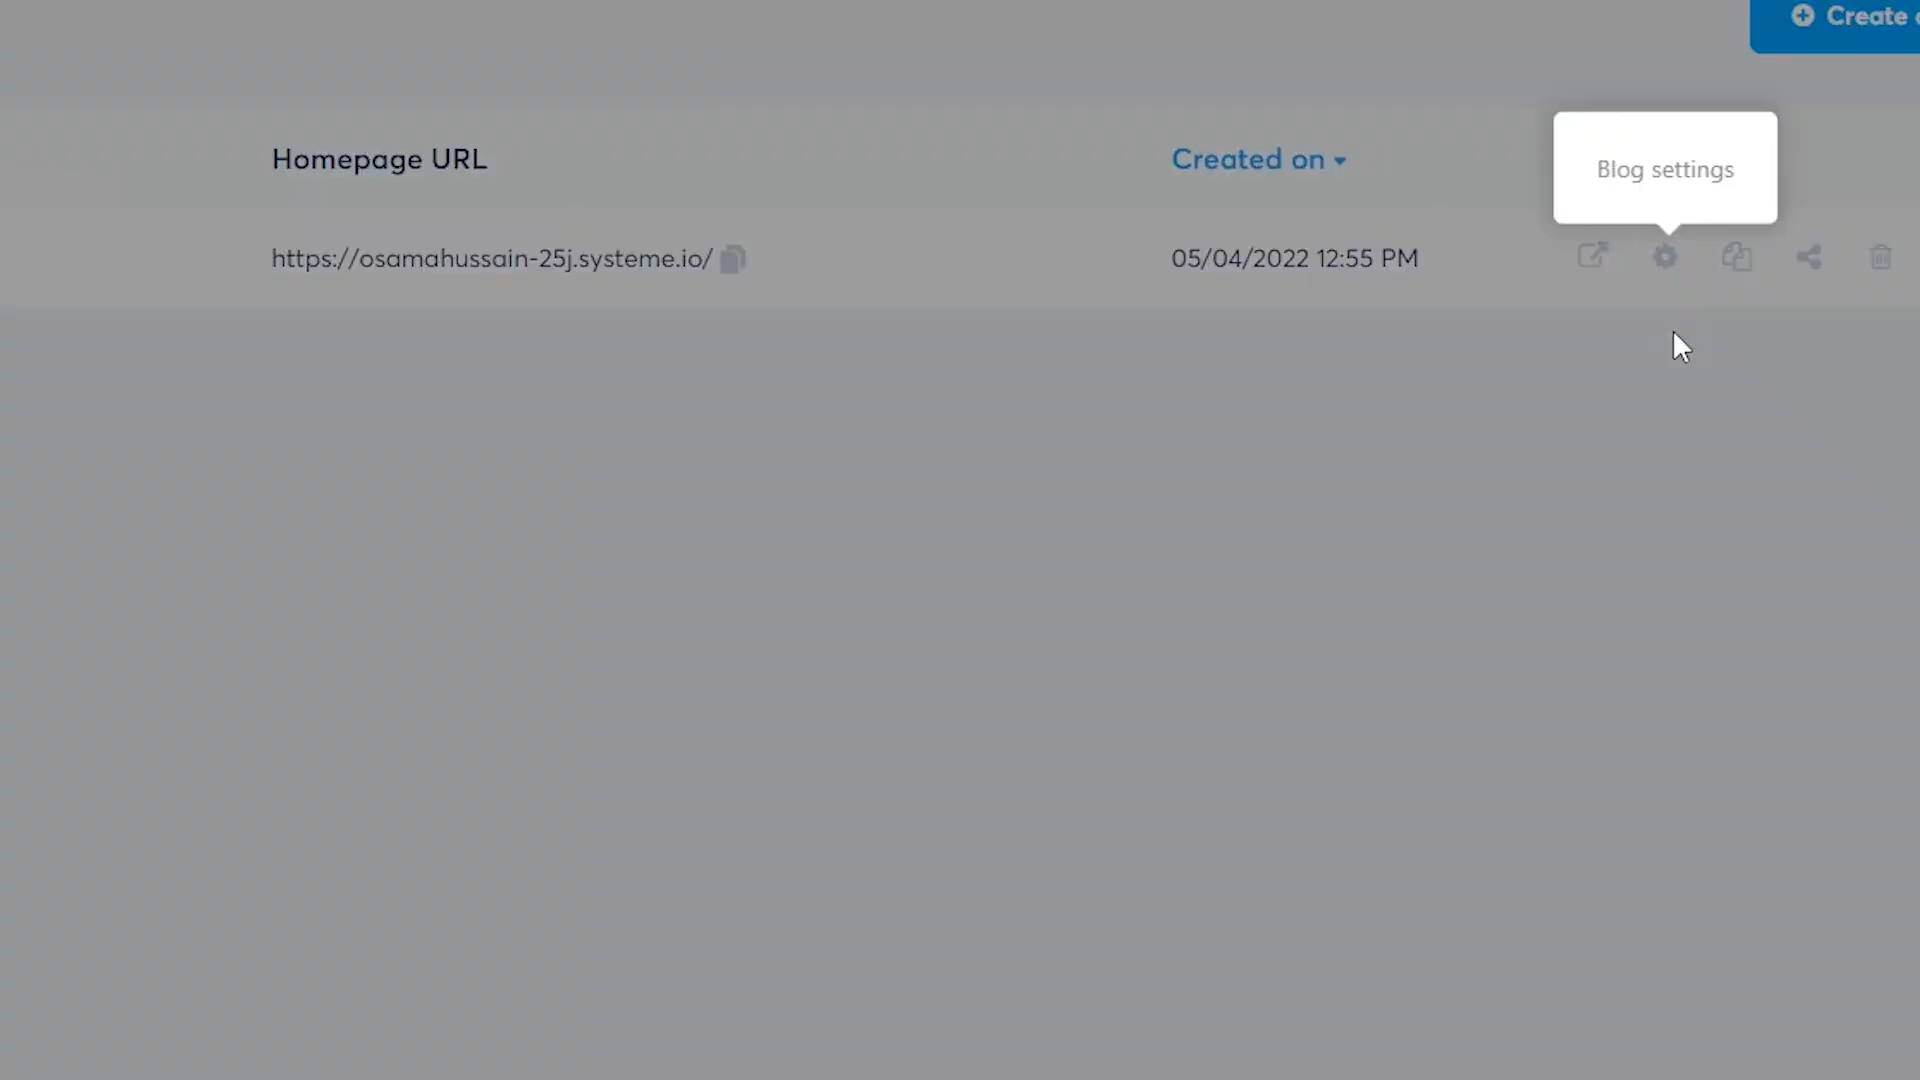 Create
Homepage URL
Created on
Blog settings
https://osamahussain-25j.systeme.io/
05/04/2022 12:55 PM